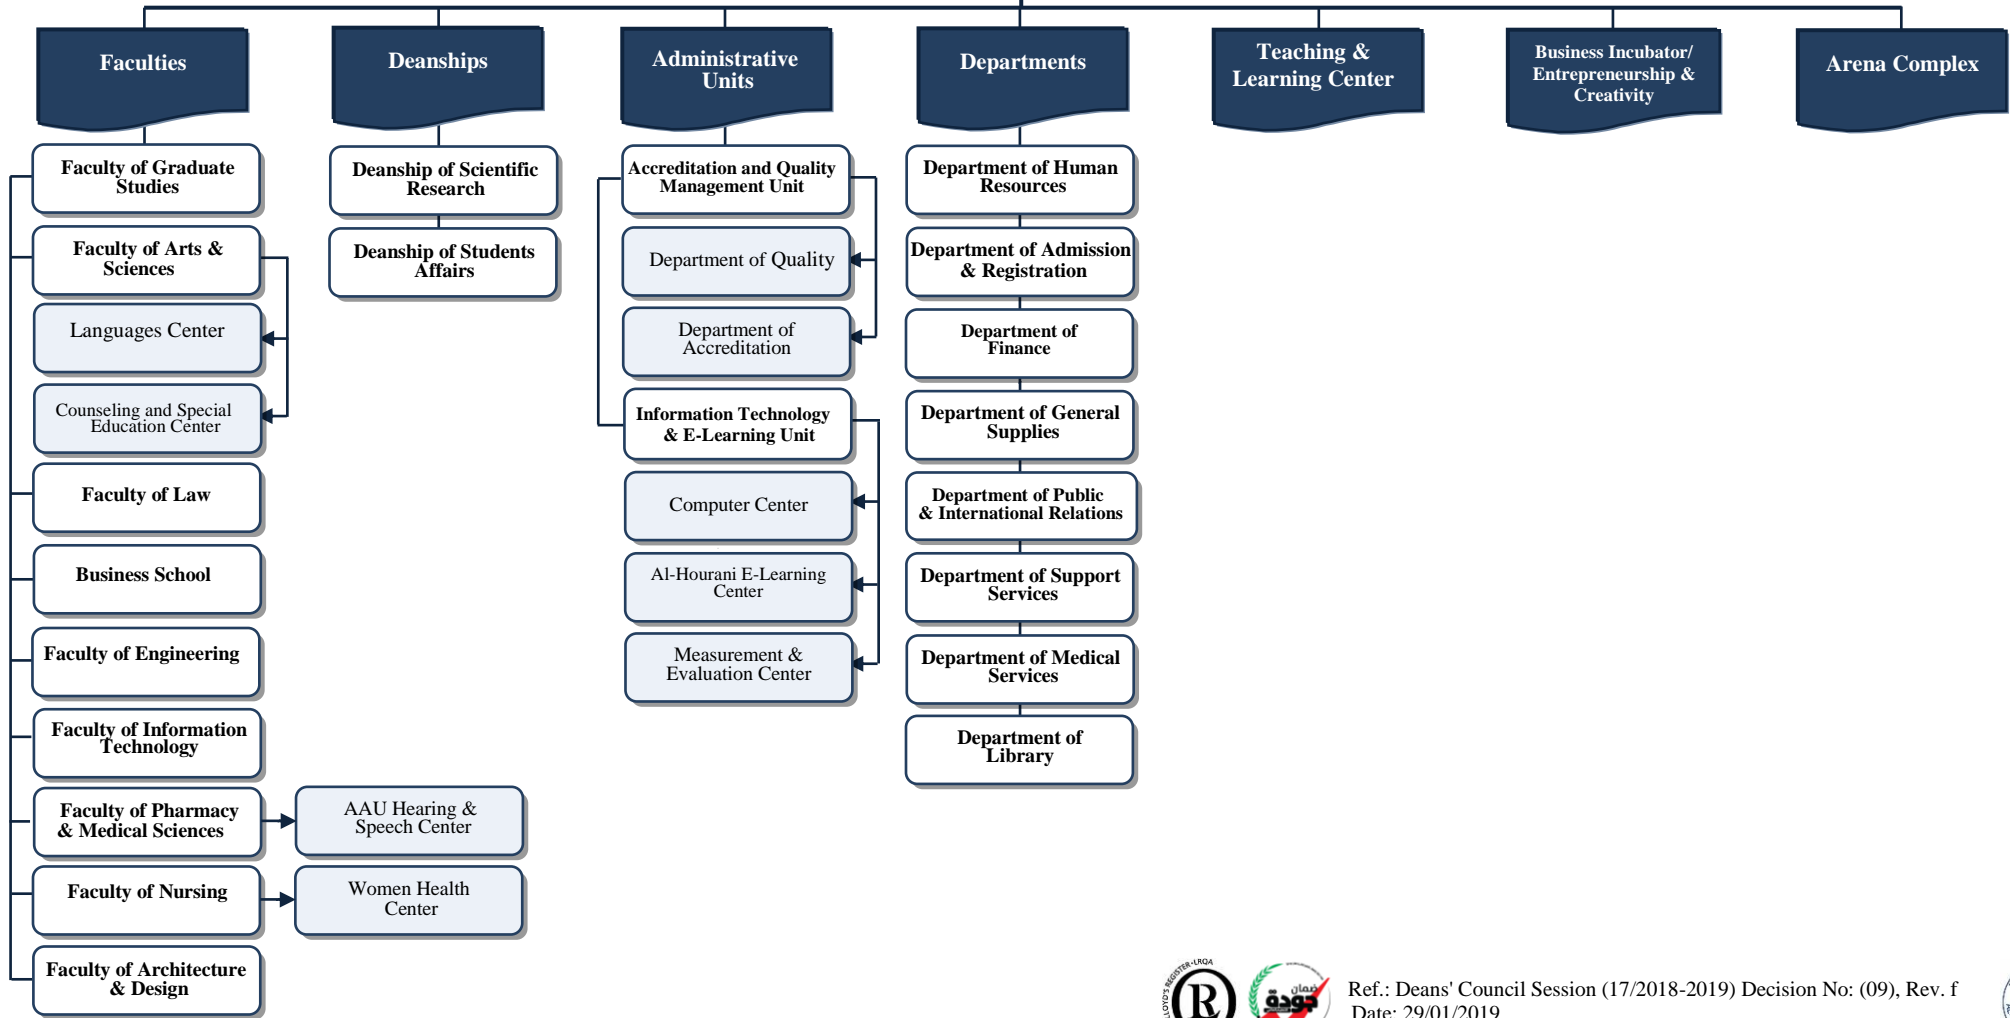 Faculties
Deanships
Administrative
Units
Departments
Teaching &
Learning Center
Business Incubator/
Entrepreneurship &
Creativity
Arena Complex
Faculty of Graduate
Studies
Faculty of Arts &
Sciences
Languages Center
Counseling and Special
Education Center
Faculty of Law
Business School
Faculty of Engineering
Faculty of Information
Technology
Faculty of Pharmacy
& Medical Sciences
AAU Hearing &
Speech Center
Faculty of Nursing
Women Health
Center
Faculty of Architecture
& Design
Deanship of Scientific
Research
Deanship of Students
Affairs
Accreditation and Quality
Management Unit
Department of Quality
Department of
Accreditation
Information Technology
& E-Learning Unit
Computer Center
Al-Hourani E-Learning
Center
Measurement &
Evaluation Center
Department of Human
Resources
Department of Admission
& Registration
Department of
Finance
Department of General
Supplies
Department of Public
& International Relations
Department of Support
Services
Department of Medical
Services
Department of
Library
LLOYD'S REGISTER-LRQA
R
ضمان
جودة
Ref.: Deans' Council Session (17/2018-2019) Decision No: (09), Rev. f
Date: 29/01/2019